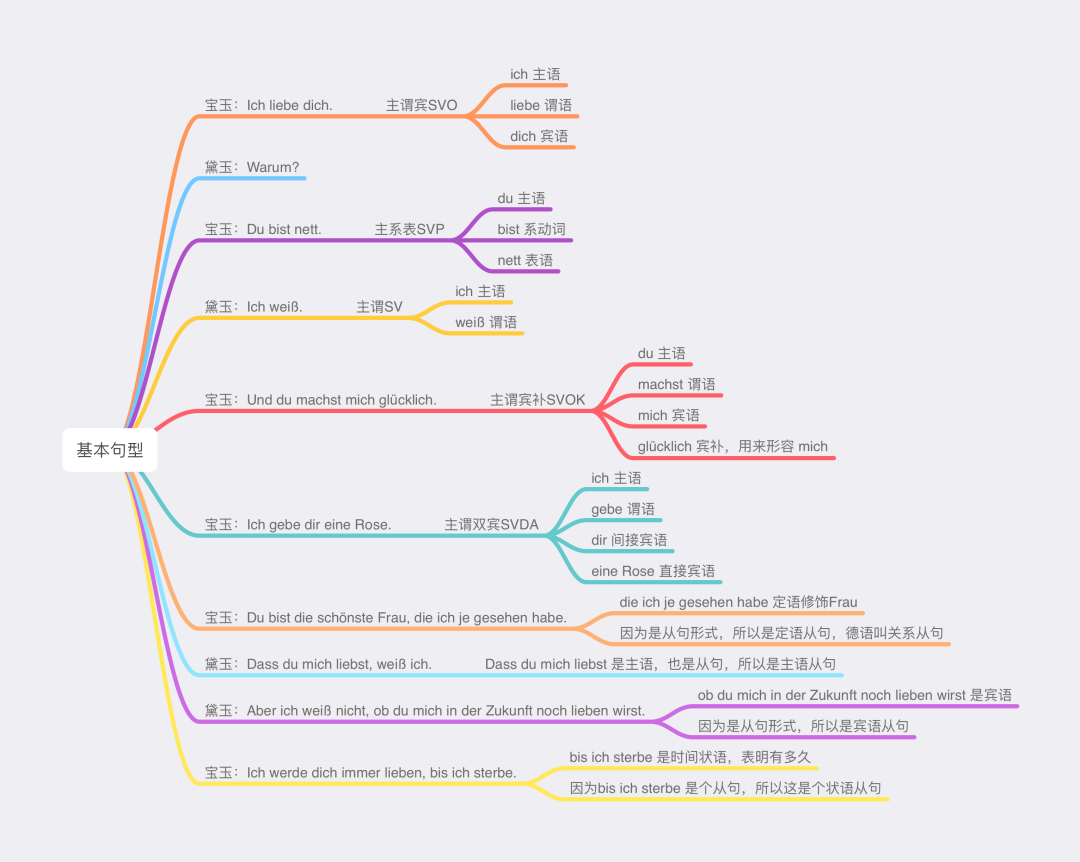 基本句型
宝玉：Ich liebe dich.
主谓宾SVO
ich 主语
liebe 谓语
dich 宾语
黛玉：Warum?
宝玉：Du bist nett.
主系表SVP
du 主语
bist 系动词
nett 表语
黛玉：Ich weiß.
主谓SV
ich 主语
weiß 谓语
宝玉：Und du machst mich glücklich.
主谓宾补SVOK
du 主语
machst 谓语
mich 宾语
glücklich 宾补，用来形容 mich
宝玉：Ich gebe dir eine Rose.
主谓双宾SVDA
ich 主语
gebe 谓语
dir 间接宾语
eine Rose 直接宾语
宝玉：Du bist die schönste Frau, die ich je gesehen habe.
die ich je gesehen habe 定语修饰Frau
因为是从句形式，所以是定语从句，德语叫关系从句
黛玉：Dass du mich liebst, weiß ich.
Dass du mich liebst 是主语，也是从句，所以是主语从句
黛玉：Aber ich weiß nicht, ob du mich in der Zukunft noch lieben wirst.
ob du mich in der Zukunft noch lieben wirst 是宾语
因为是从句形式，所以是宾语从句
宝玉：Ich werde dich immer lieben, bis ich sterbe.
bis ich sterbe 是时间状语，表明有多久
因为bis ich sterbe 是个从句，所以这是个状语从句